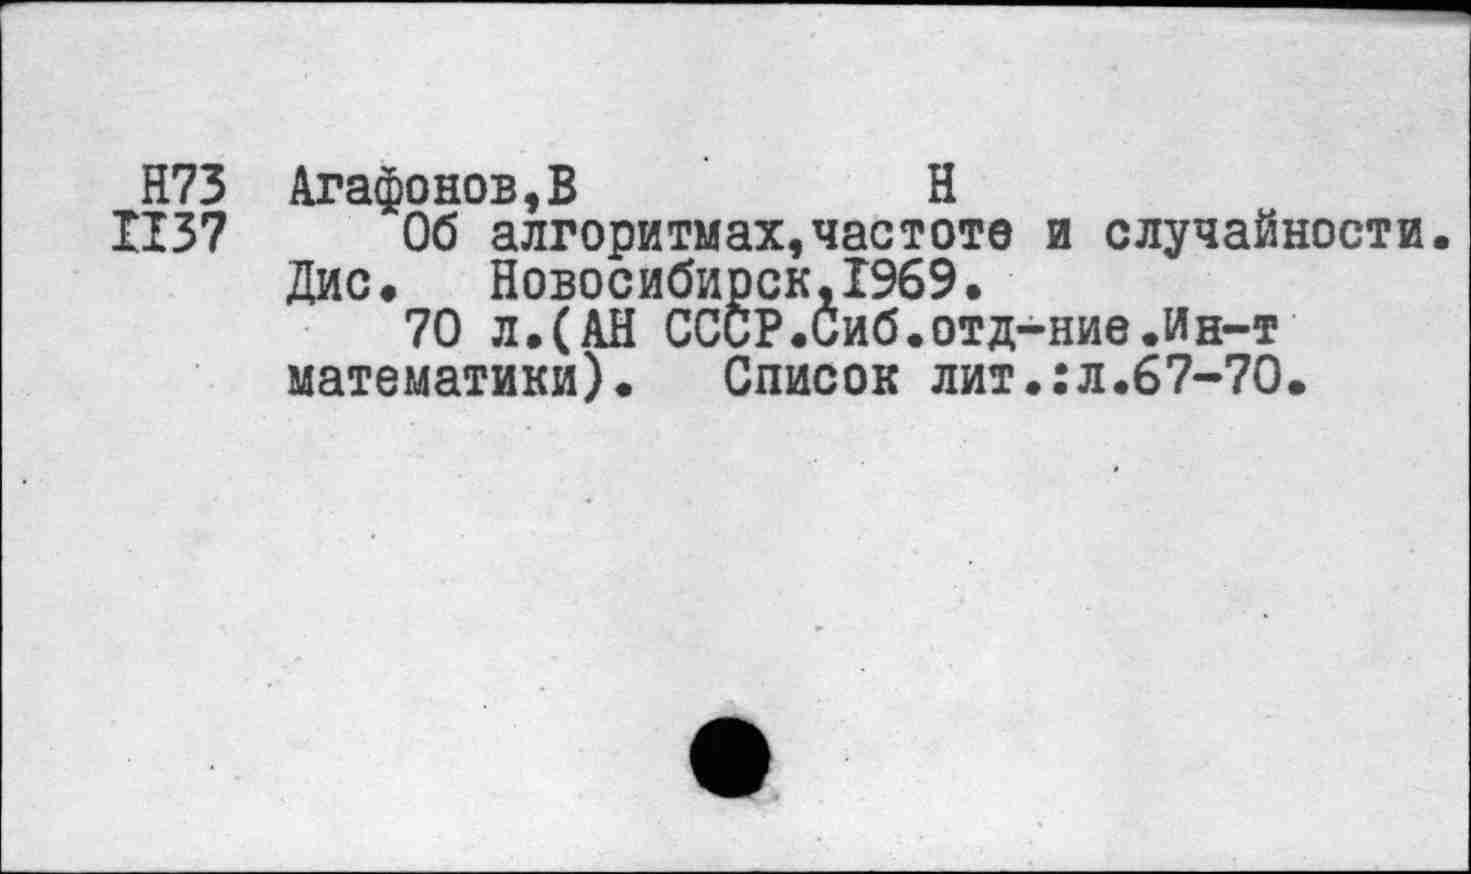 Н73 Агафонов,В Н
II37 Об алгоритмах,частоте и случайности.
Дис. Новосибирск,I969.
70 л.(АН СССР.Сиб.отд-ние.Ин-т
математики). Список лит.:л.67-70.